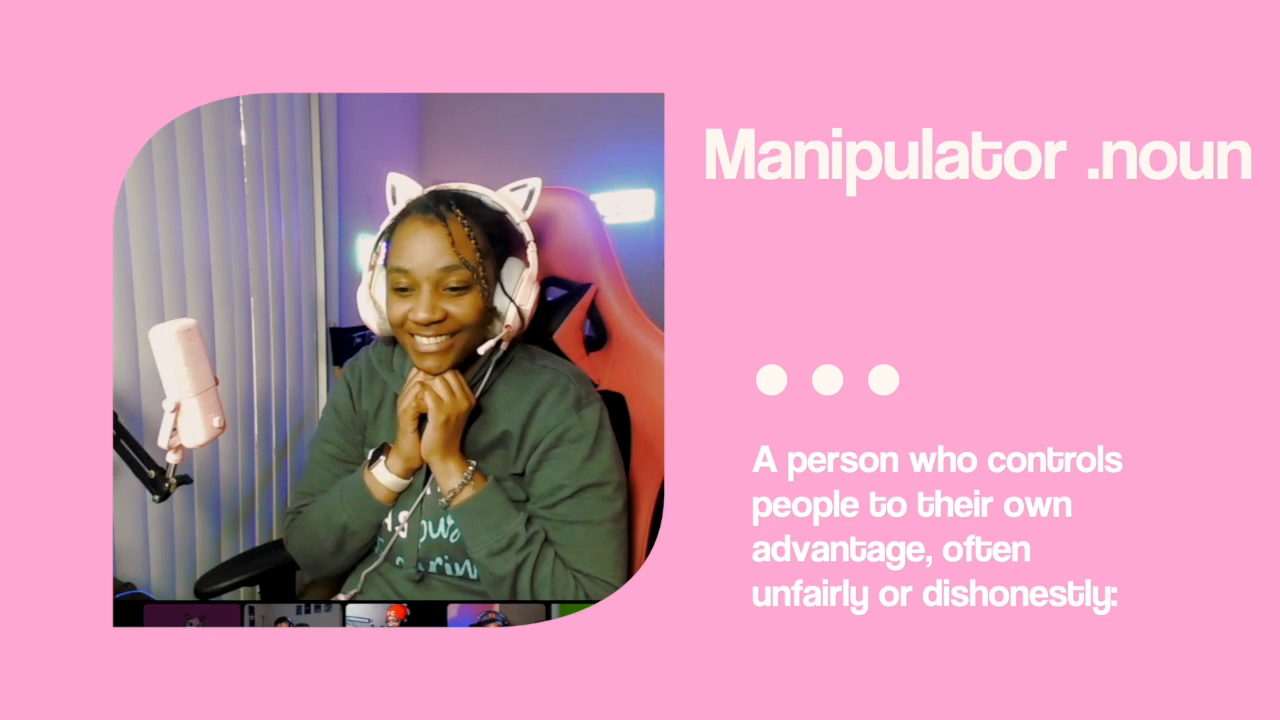 Manipulator .noun
A person who controls
people to their own
advantage, often
unfairly or dishonestly: